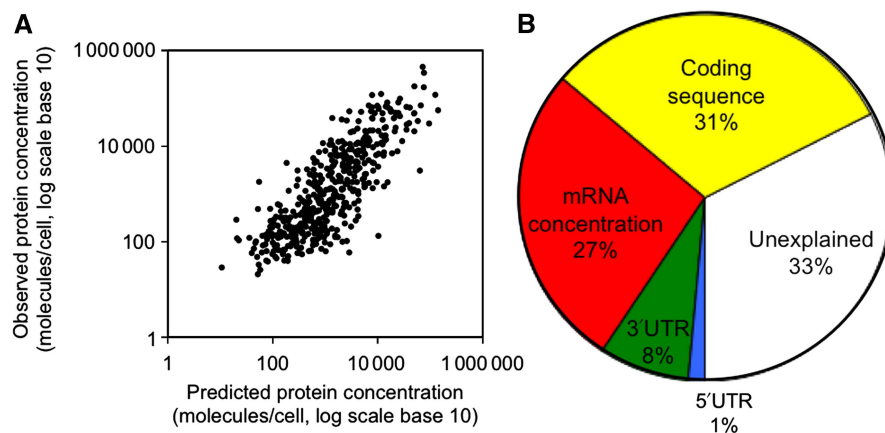 A
Observed protein concentration
(molecules/cell, log scale base 10)
1 000 000
10 000
100
1
1
100
10 000
1 000 000
Predicted protein concentration
(molecules/cell, log scale base 10)
B
Coding
sequence
31%
mRNA
concentration
27%
Unexplained
33%
3′UTR
8%
5′UTR
1%